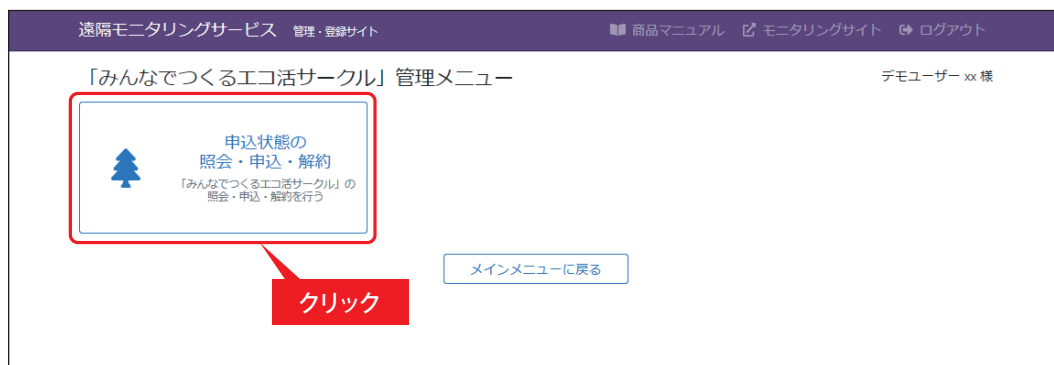 遠隔モニタリングサービス 管理・登録サイト 商品マニュアル モニタリングサイト ログアウト
「みんなでつくるエコ活サークル」管理メニュー デモユーザー xx 様
申込状態の
照会・申込・解約
「みんなでつくるエコ活サークル」の
照会・申込・解約を行う
メインメニューに戻る
クリック